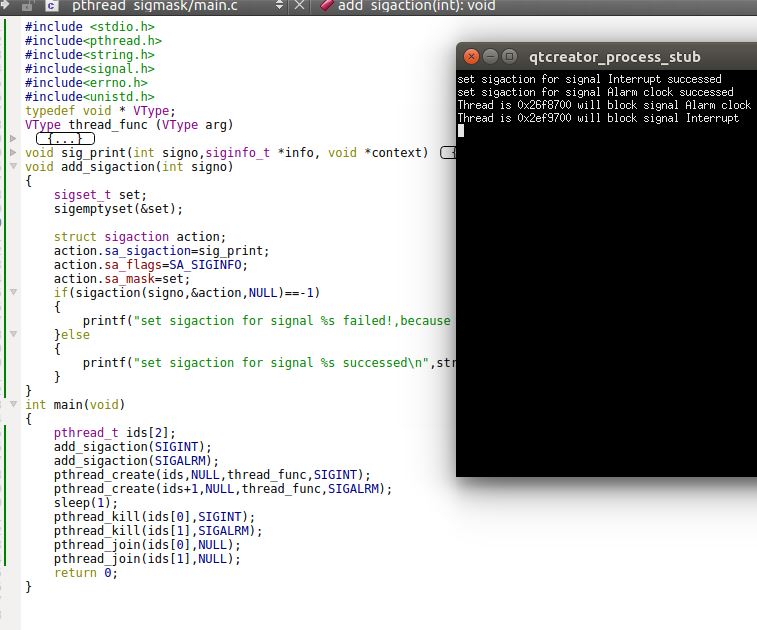 pthread_sigmask/main.c
add_sigaction(int): void
#include <stdio.h>
#include<pthread.h>
#include<string.h>
#include<signal.h>
#include<errno.h>
#include<unistd.h>
typedef void * VType;
VType thread_func (VType arg)
{...}
void sig_print(int signo,siginfo_t *info, void *context) {
void add_sigaction(int signo)
{
sigset_t set;
sigemptyset(&set);
struct sigaction action;
action.sa_sigaction=sig_print;
action.sa_flags=SA_SIGINFO;
action.sa_mask=set;
if(sigaction(signo,&action,NULL)==-1)
{
printf("set sigaction for signal %s failed!,because
}else
{
printf("set sigaction for signal %s successed\n",str
}
}
int main(void)
{
pthread_t ids[2];
add_sigaction(SIGINT);
add_sigaction(SIGALRM);
pthread_create(ids,NULL,thread_func,SIGINT);
pthread_create(ids+1,NULL,thread_func,SIGALRM);
sleep(1);
pthread_kill(ids[0],SIGINT);
pthread_kill(ids[1],SIGALRM);
pthread_join(ids[0],NULL);
pthread_join(ids[1],NULL);
return 0;
}
qtcreator_process_stub
set sigaction for signal Interrupt successed
set sigaction for signal Alarm clock successed
Thread is 0x26f8700 will block signal Alarm clock
Thread is 0x2ef9700 will block signal Interrupt